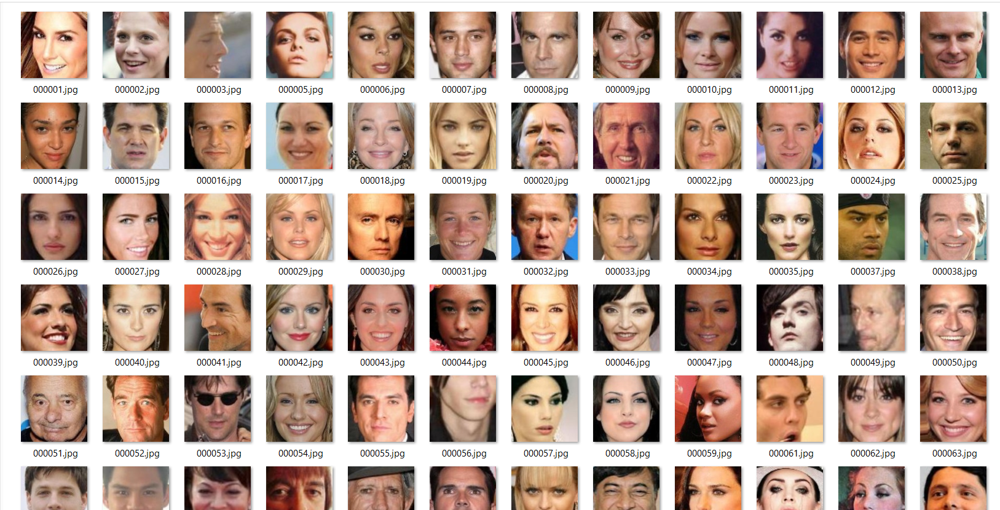 000001.jpg 000002.jpg 000003.jpg 000005.jpg 000006.jpg 000007.jpg 000008.jpg 000009.jpg 000010.jpg 000011.jpg 000012.jpg 000013.jpg
000014.jpg 000015.jpg 000016.jpg 000017.jpg 000018.jpg 000019.jpg 000020.jpg 000021.jpg 000022.jpg 000023.jpg 000024.jpg 000025.jpg
000026.jpg 000027.jpg 000028.jpg 000029.jpg 000030.jpg 000031.jpg 000032.jpg 000033.jpg 000034.jpg 000035.jpg 000037.jpg 000038.jpg
000039.jpg 000040.jpg 000041.jpg 000042.jpg 000043.jpg 000044.jpg 000045.jpg 000046.jpg 000047.jpg 000048.jpg 000049.jpg 000050.jpg
000051.jpg 000052.jpg 000053.jpg 000054.jpg 000055.jpg 000056.jpg 000057.jpg 000058.jpg 000059.jpg 000061.jpg 000062.jpg 000063.jpg